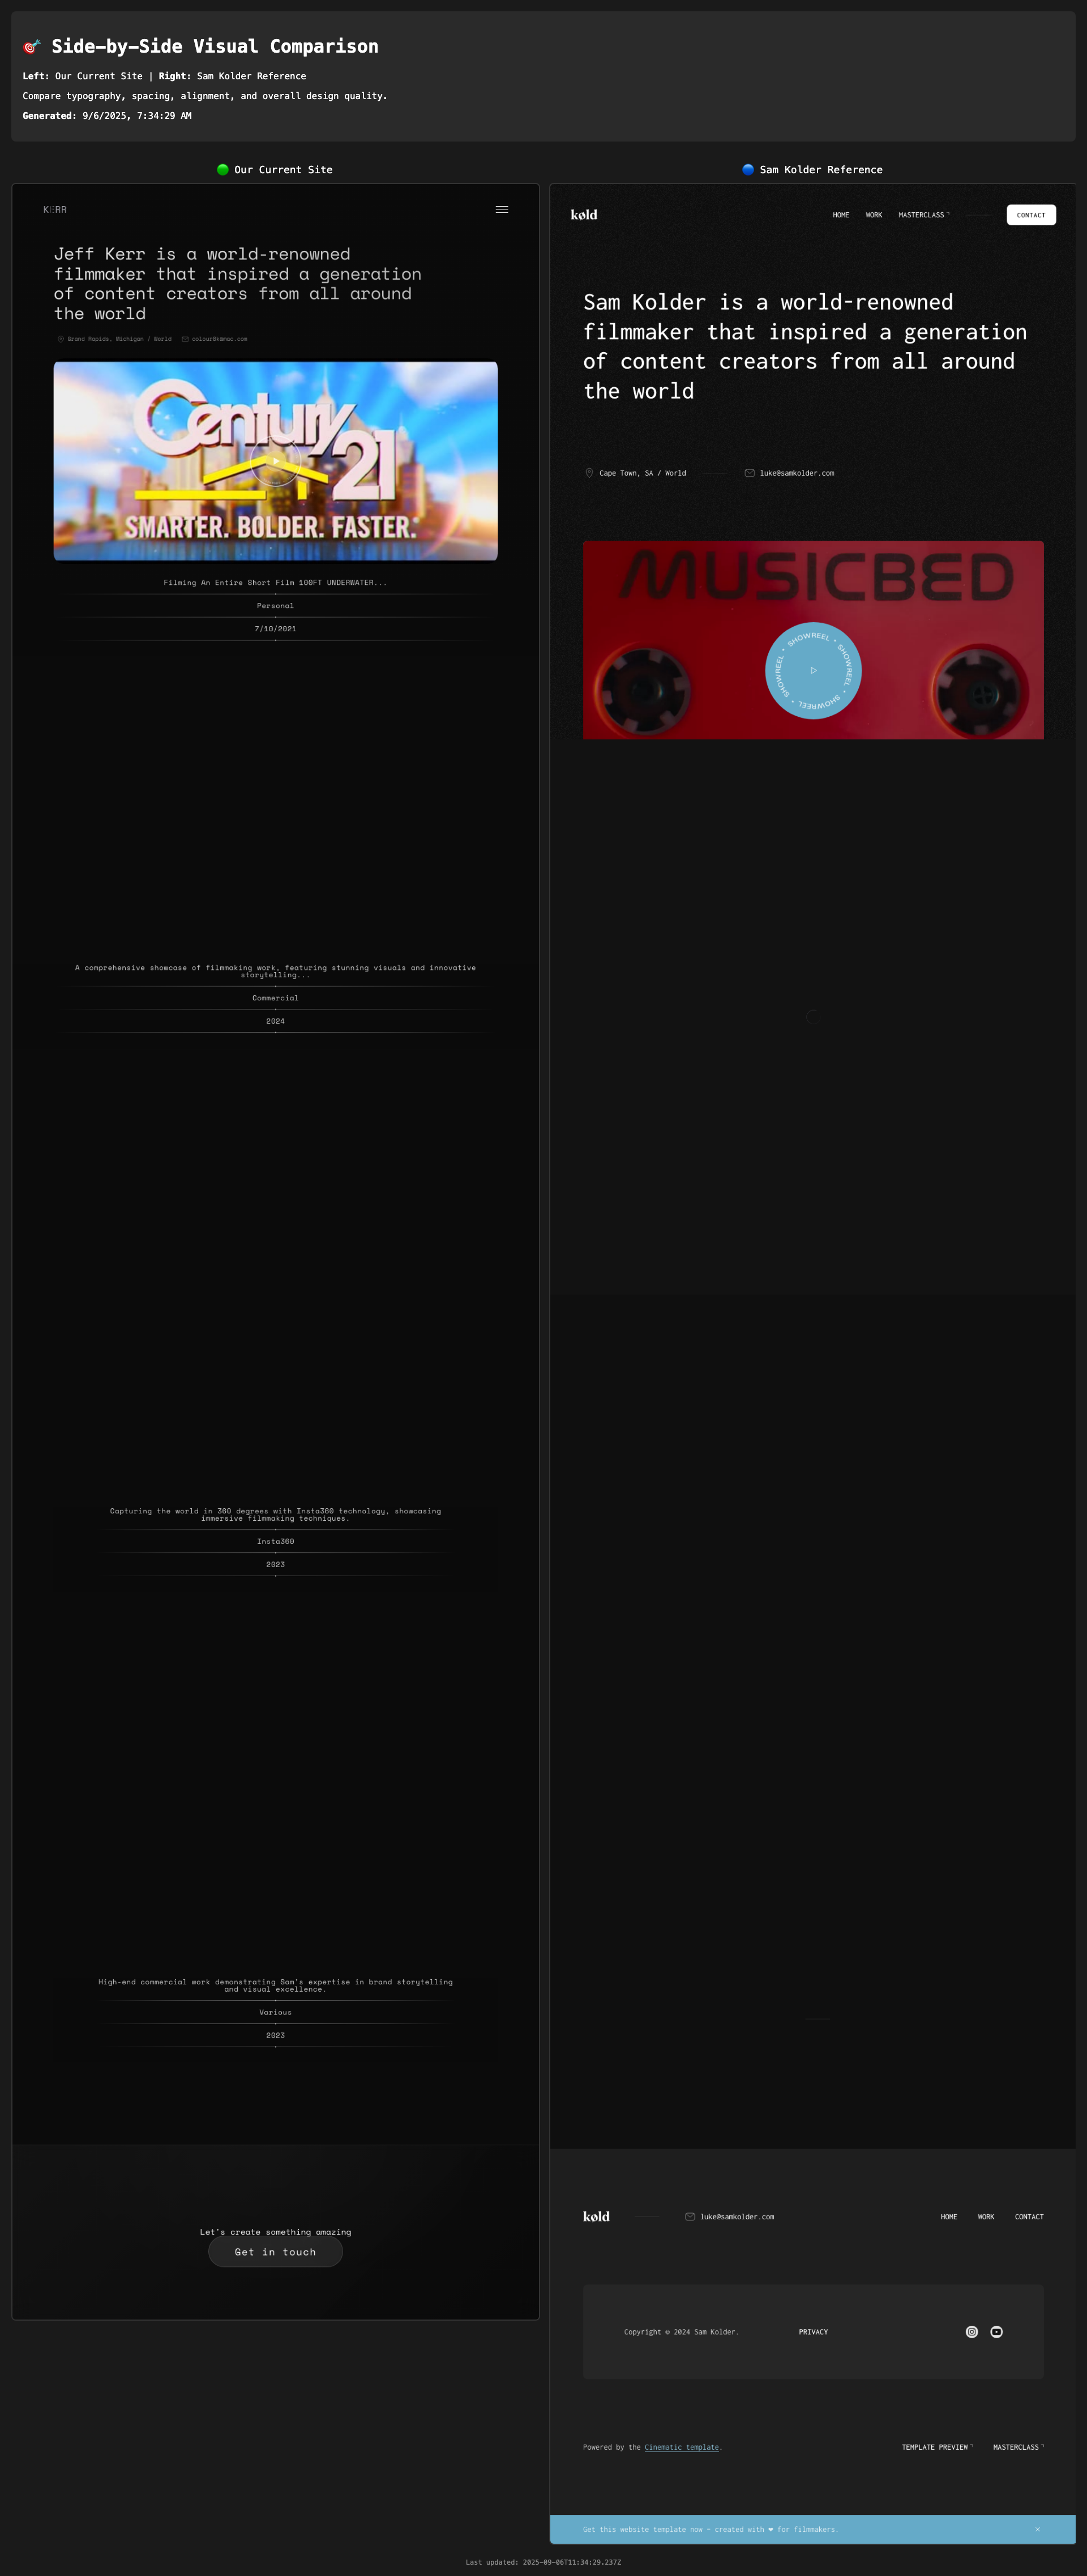 🎯 Side-by-Side Visual Comparison
Left: Our Current Site | Right: Sam Kolder Reference
Compare typography, spacing, alignment, and overall design quality.
Generated: 9/6/2025, 7:34:29 AM
🟢 Our Current Site
KERR
Jeff Kerr is a world-renowned
filmmaker that inspired a generation
of content creators from all around
the world
Grand Rapids, Michigan / World
Century 21
SMARTER. BOLDER. FASTER.
Filming An Entire Short Film 100FT UNDERWATER...
Personal
7/10/2021
A comprehensive showcase of filmmaking work, featuring stunning visuals and innovative
storytelling...
Commercial
2024
Capturing the world in 360 degrees with Insta360 technology, showcasing
immersive filmmaking techniques.
Insta360
2023
High-end commercial work demonstrating Sam's expertise in brand storytelling
and visual excellence.
Various
2023
Let's create something amazing
Get in touch
🔵 Sam Kolder Reference
køld
HOME
WORK
MASTERCLASS
CONTACT
Sam Kolder is a world-renowned
filmmaker that inspired a generation
of content creators from all around
the world
Cape Town, SA / World
luke@samkolder.com
MUSICBED
SHOWREEL • SHOWREEL • SHOWREEL • SHOWREEL •
køld
luke@samkolder.com
HOME
WORK
CONTACT
Copyright © 2024 Sam Kolder.
PRIVACY
Powered by the Cinematic template.
TEMPLATE PREVIEW
MASTERCLASS
Get this website template now - created with ❤ for filmmakers.
×
Last updated: 2025-09-06T11:34:29.237Z